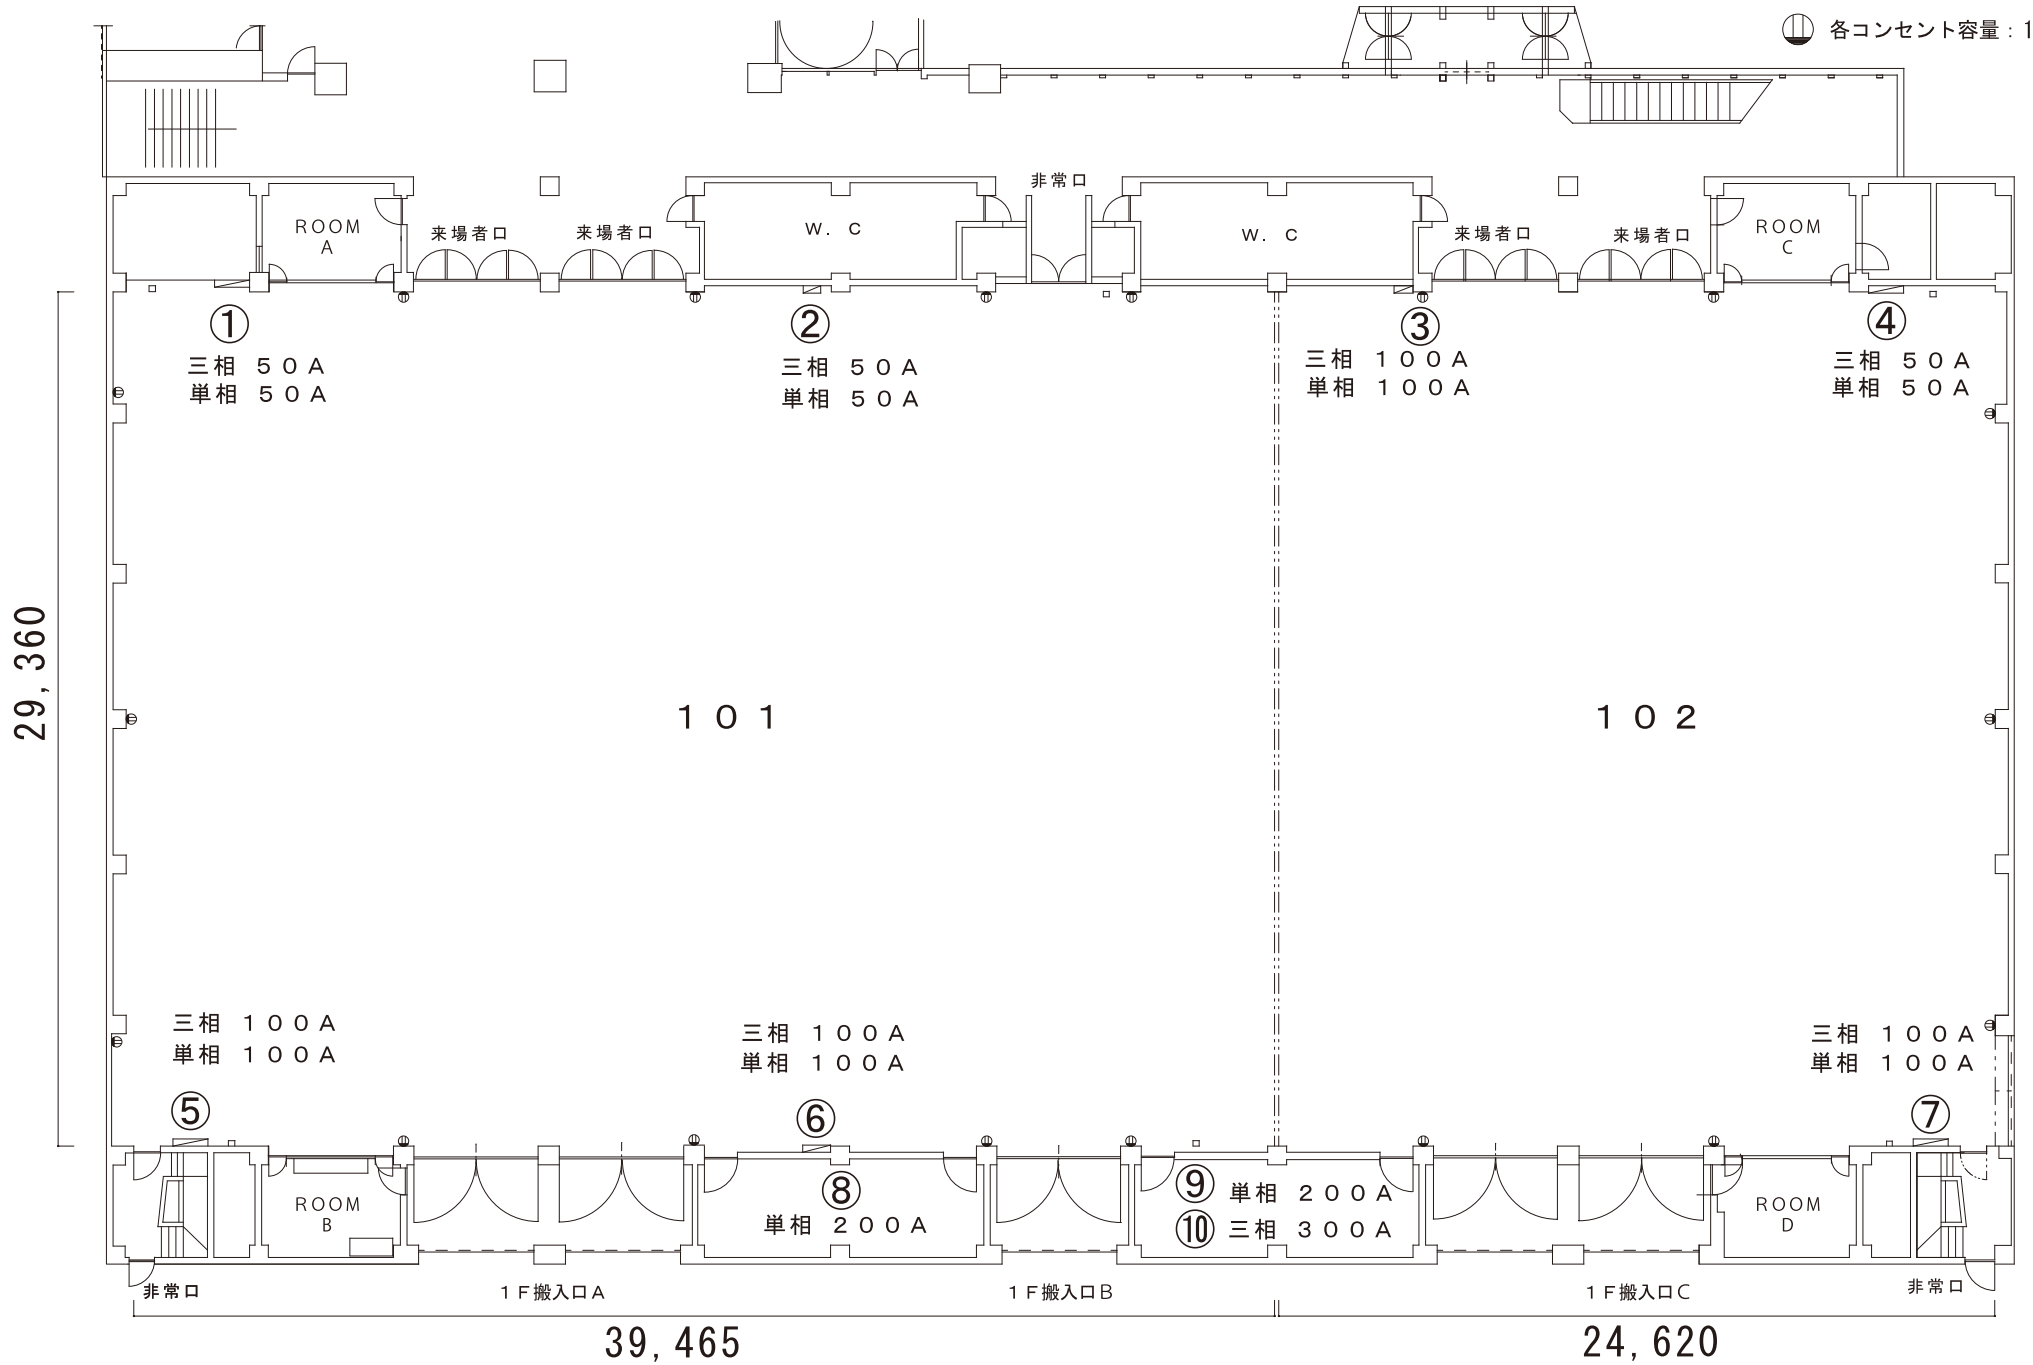 各コンセント容量：1
非常口
ROOM
A
来場者口
来場者口
W．C
W．C
来場者口
来場者口
ROOM
C
①
三相 ５０A
単相 ５０A
②
三相 ５０A
単相 ５０A
③
三相 １００A
単相 １００A
④
三相 ５０A
単相 ５０A
29,360
１０１
１０２
三相 １００A
単相 １００A
⑤
三相 １００A
単相 １００A
⑥
三相 １００A
単相 １００A
⑦
ROOM
B
⑧
単相 ２００A
⑨ 単相 ２００A
⑩ 三相 ３００A
ROOM
D
非常口
１F搬入口A
１F搬入口B
１F搬入口C
非常口
39,465
24,620